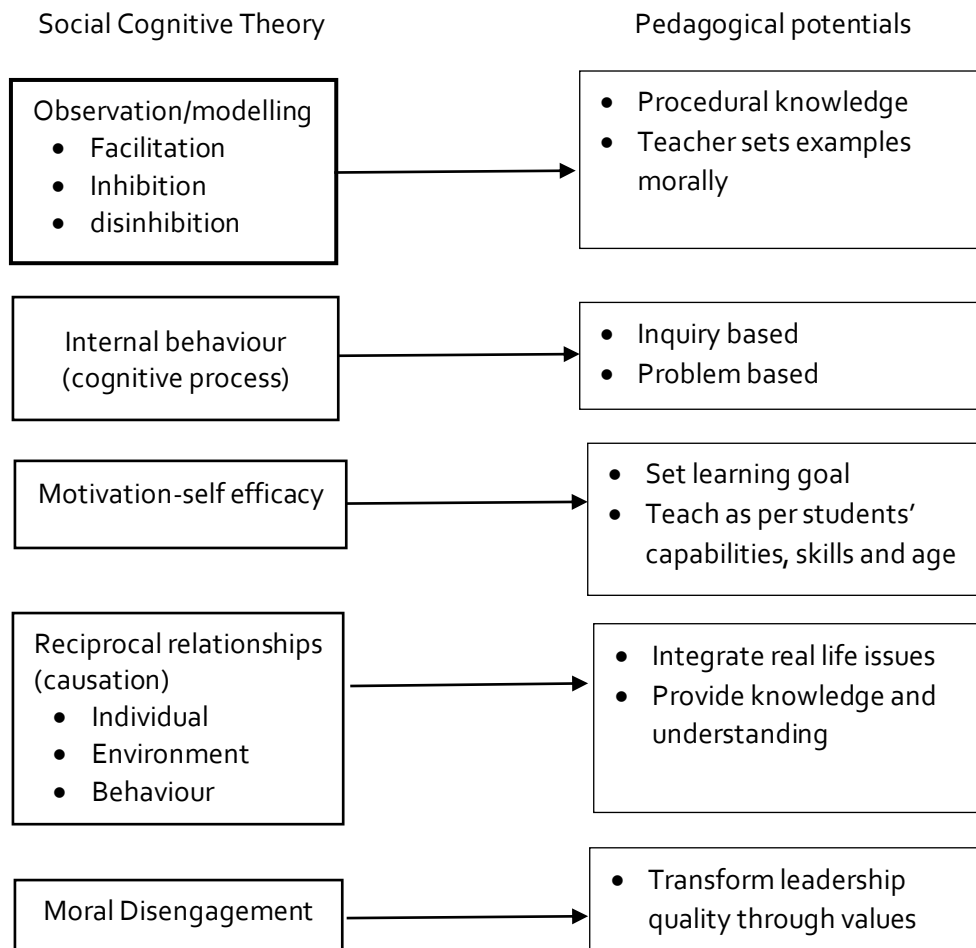 Social Cognitive Theory
Pedagogical potentials
Observation/modelling
• Facilitation
• Inhibition
• disinhibition
• Procedural knowledge
• Teacher sets examples
morally
Internal behaviour
(cognitive process)
• Inquiry based
• Problem based
Motivation-self efficacy
• Set learning goal
• Teach as per students’
capabilities, skills and age
Reciprocal relationships
(causation)
• Individual
• Environment
• Behaviour
• Integrate real life issues
• Provide knowledge and
understanding
Moral Disengagement
• Transform leadership
quality through values